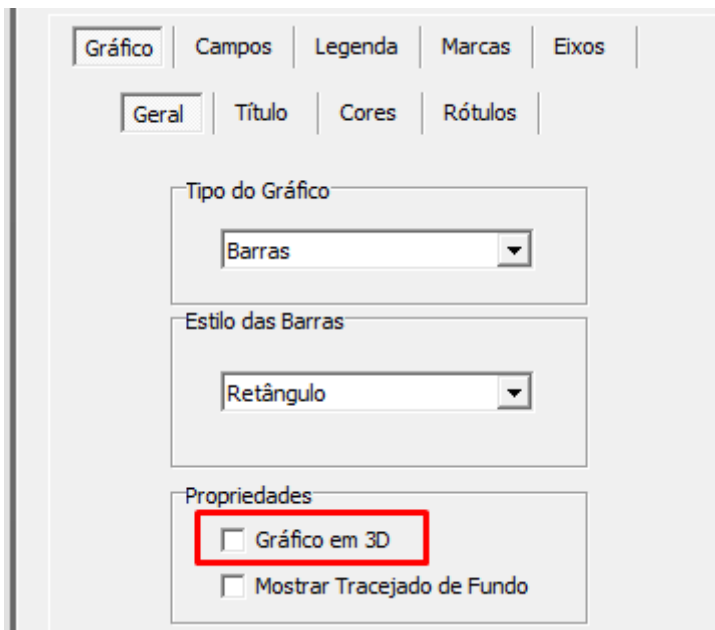 Gráfico Campos Legenda Marcas Eixos
Geral Título Cores Rótulos
Tipo do Gráfico
Barras
Estilo das Barras
Retângulo
Propriedades
Gráfico em 3D
Mostrar Tracejado de Fundo